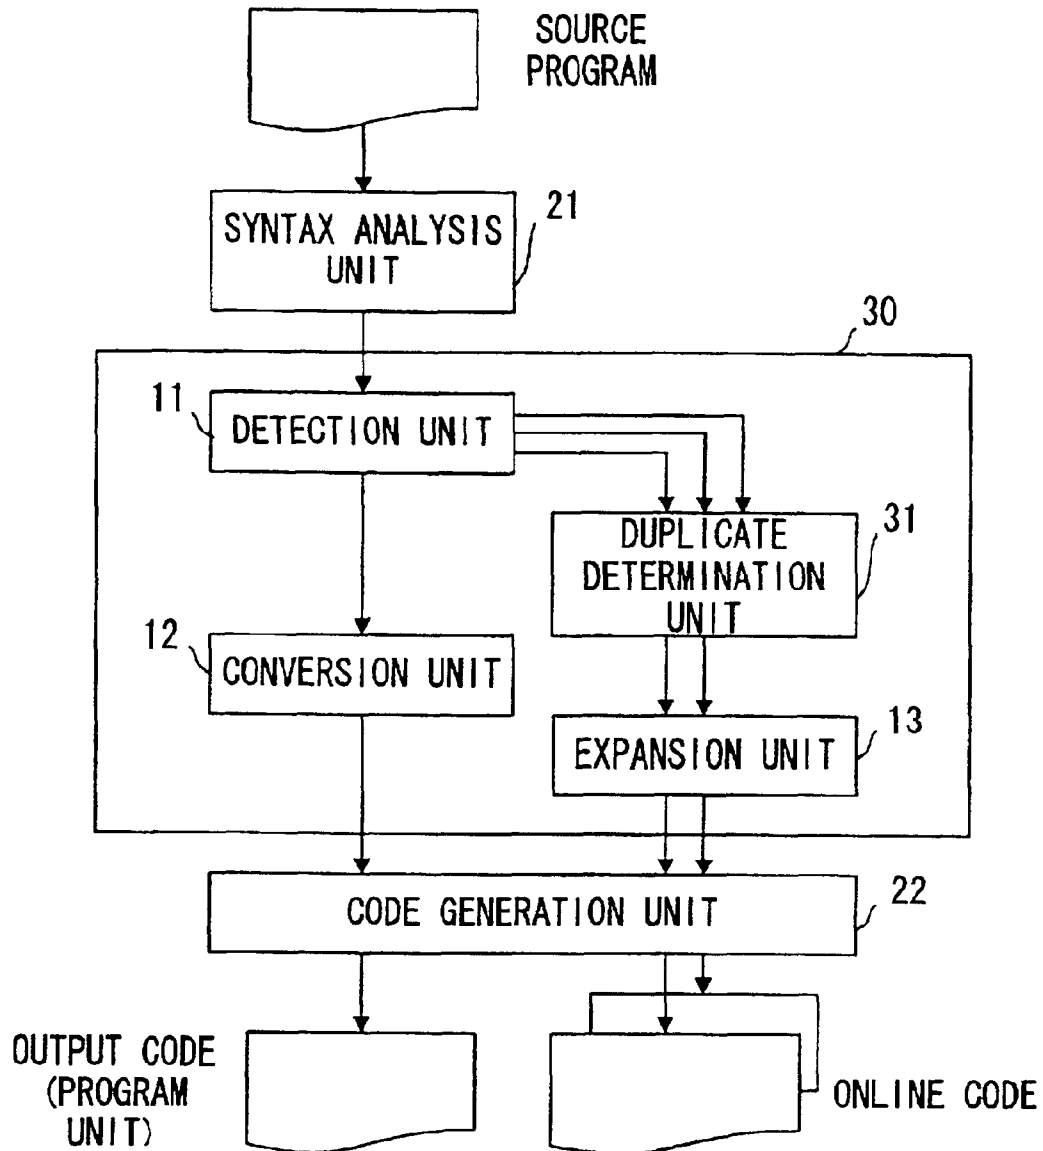 SOURCE
PROGRAM
21
SYNTAX ANALYSIS
UNIT
30
11
DETECTION UNIT
31
DUPLICATE
DETERMINATION
UNIT
12
CONVERSION UNIT
13
EXPANSION UNIT
22
CODE GENERATION UNIT
OUTPUT CODE
(PROGRAM
UNIT)
ONLINE CODE